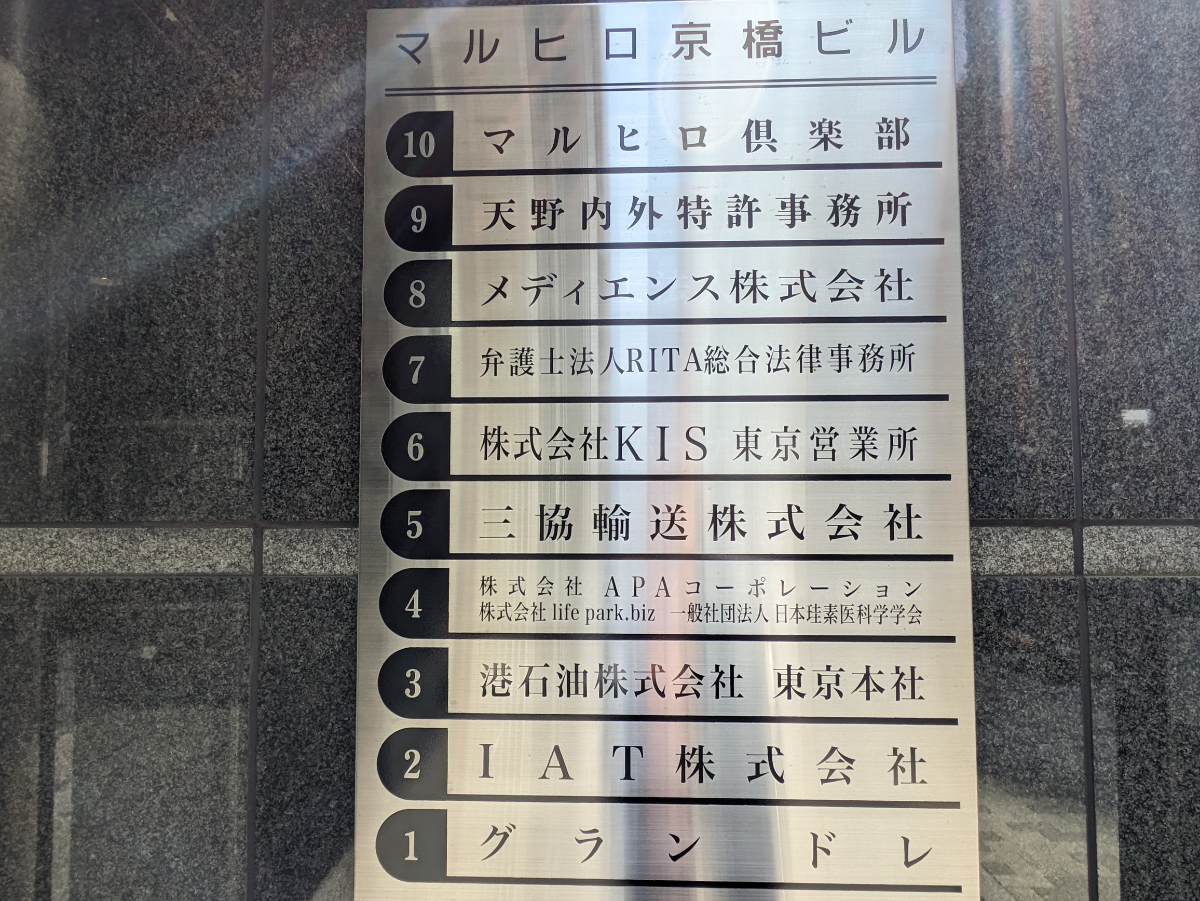 マルヒロ京橋ビル
10 マルヒロ倶楽部
9 天野内外特許事務所
8 メディエンス株式会社
7 弁護士法人RITA総合法律事務所
6 株式会社KIS 東京営業所
5 三協輸送株式会社
4 株式会社 APAコーポレーション
株式会社 life park.biz 一般社団法人 日本珪素医科学学会
3 港石油株式会社 東京本社
2 IAT株式会社
1 グラン ドレ